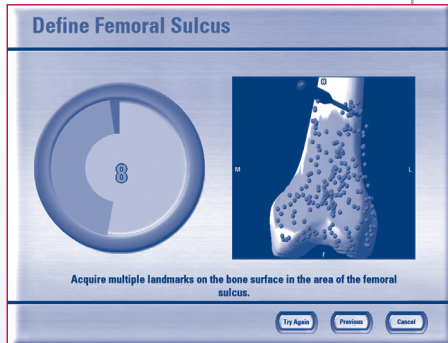 Define Femoral Sulcus
8
M
L
Acquire multiple landmarks on the bone surface in the area of the femoral
sulcus.
Try Again
Previous
Cancel